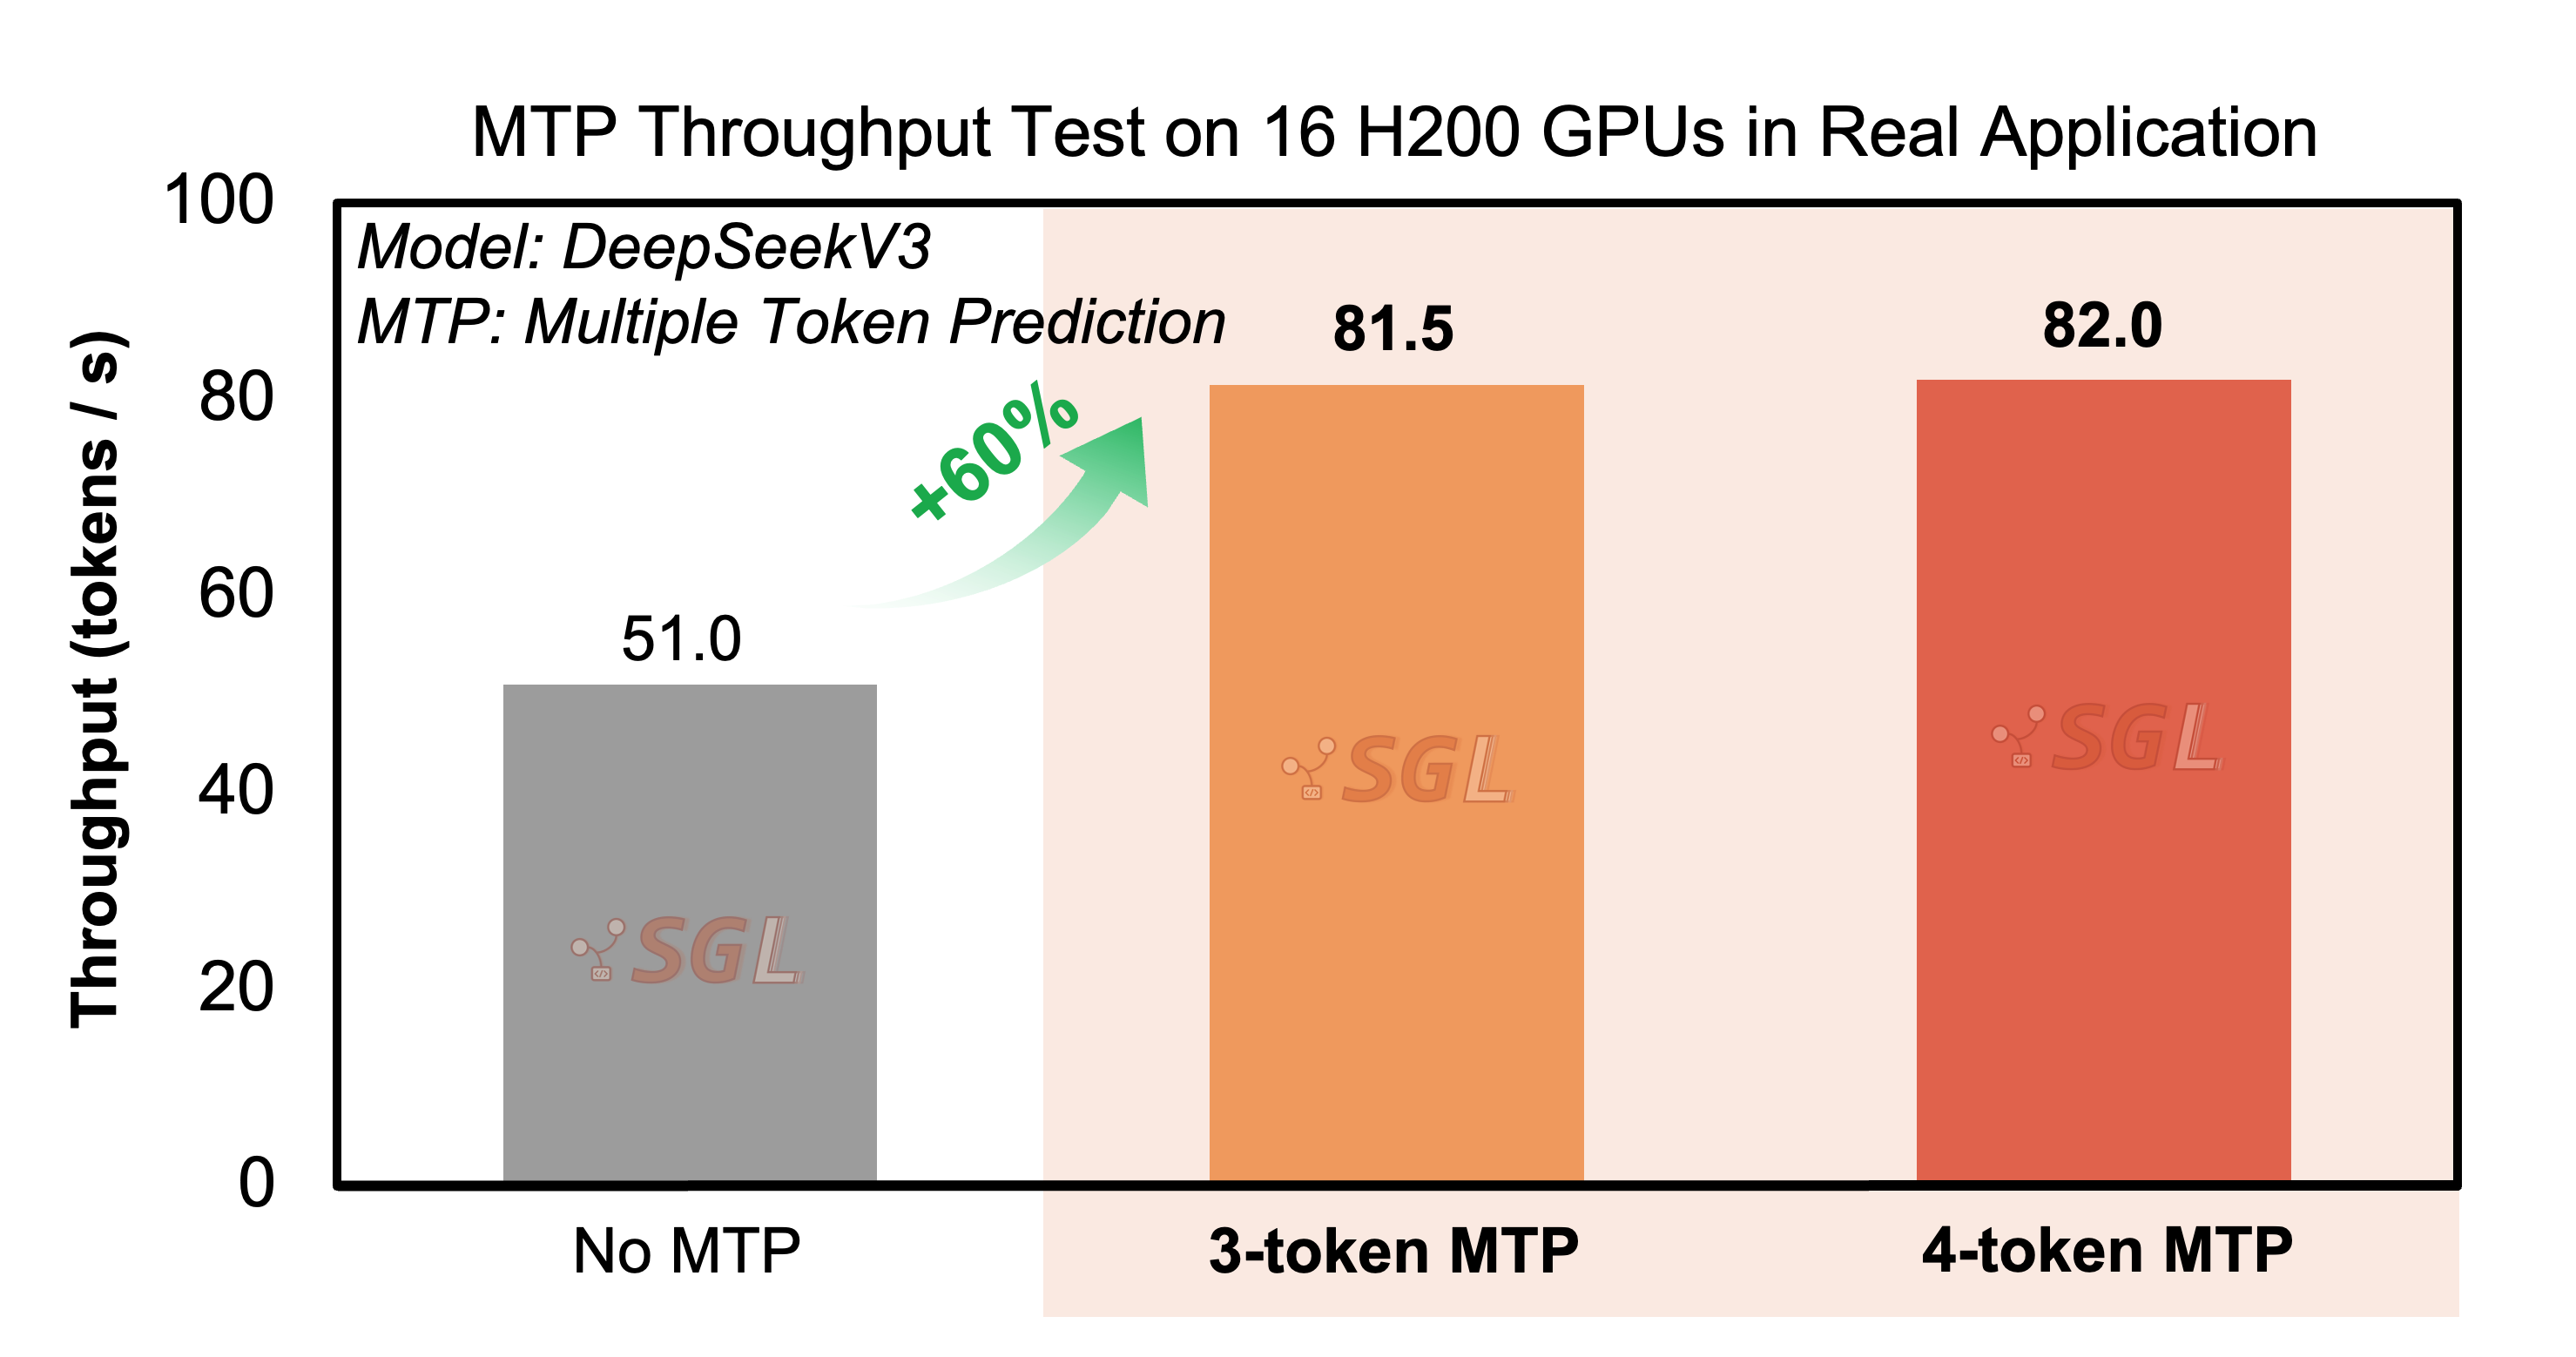 MTP Throughput Test on 16 H200 GPUs in Real Application
Throughput (tokens / s)
100
80
60
40
20
0
Model: DeepSeekV3
MTP: Multiple Token Prediction
+60%
51.0
81.5
82.0
SGL
SGL
SGL
No MTP
3-token MTP
4-token MTP